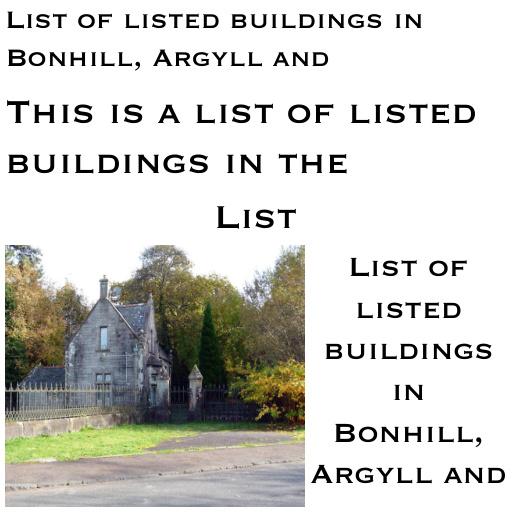 List of listed buildings in
Bonhill, Argyll and
This is a list of listed
buildings in the
List
List of
listed
buildings
in
Bonhill,
Argyll and